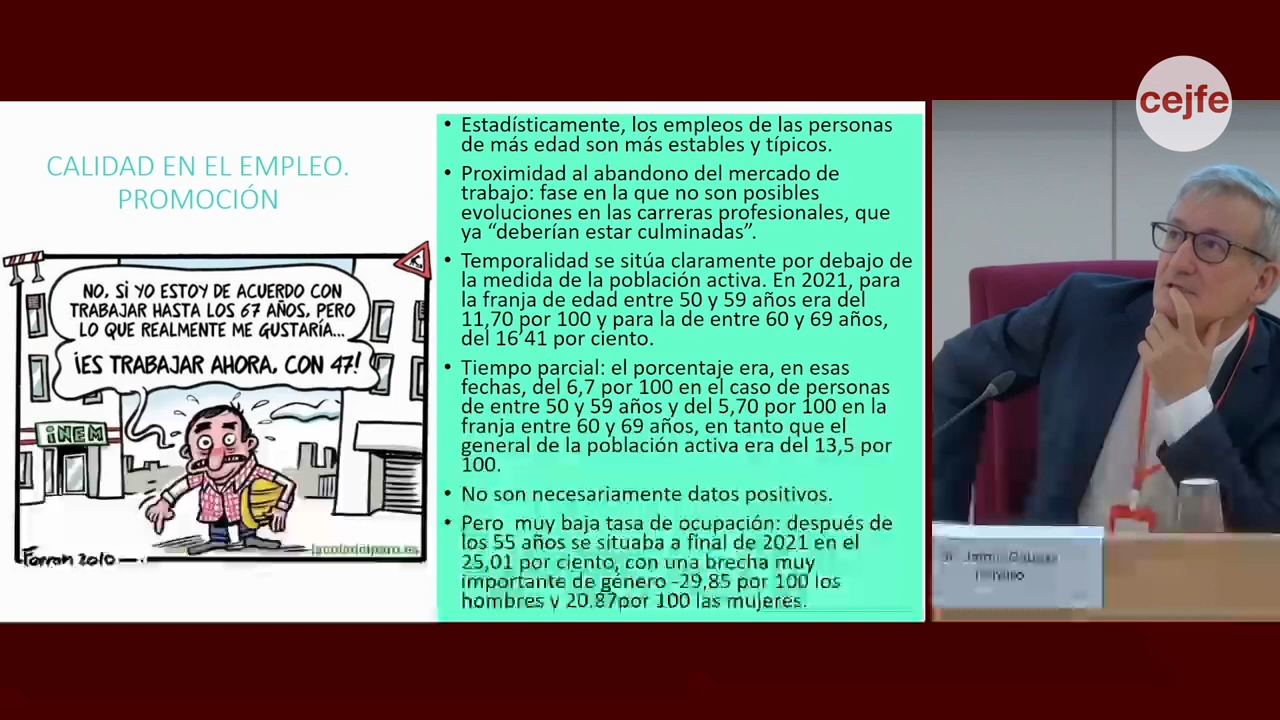 cejfe
CALIDAD EN EL EMPLEO.
PROMOCIÓN
NO, SI YO ESTOY DE ACUERDO CON
TRABAJAR HASTA LOS 67 AÑOS, PERO
LO QUE REALMENTE ME GUSTARÍA...
¡ES TRABAJAR AHORA, CON 47!
INEM
Ferran 2010
• Estadísticamente, los empleos de las personas
de más edad son más estables y típicos.
• Proximidad al abandono del mercado de
trabajo: fase en la que no son posibles
evoluciones en las carreras profesionales, que
ya “deberían estar culminadas”.
• Temporalidad se sitúa claramente por debajo de
la medida de la población activa. En 2021, para
la franja de edad entre 50 y 59 años era del
11,70 por 100 y para la de entre 60 y 69 años,
del 16’41 por ciento.
• Tiempo parcial: el porcentaje era, en esas
fechas, del 6,7 por 100 en el caso de personas
de entre 50 y 59 años y del 5,70 por 100 en la
franja entre 60 y 69 años, en tanto que el
general de la población activa era del 13,5 por
100.
• No son necesariamente datos positivos.
• Pero muy baja tasa de ocupación: después de
los 55 años se situaba a final de 2021 en el
25,01 por ciento, con una brecha muy
importante de género -29,85 por 100 los
hombres y 20,87por 100 las mujeres.